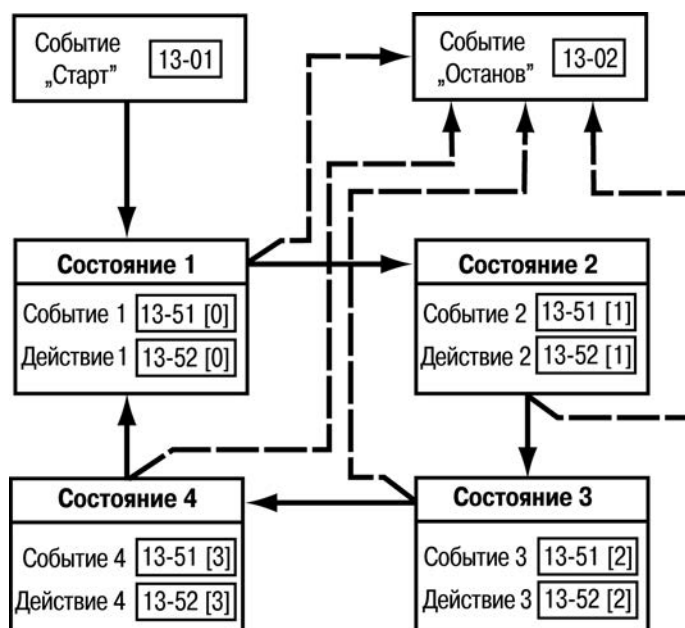 Событие
„Старт”
13-01
Событие
„Останов”
13-02
Состояние 1
Событие 1 13-51 [0]
Действие 1 13-52 [0]
Состояние 2
Событие 2 13-51 [1]
Действие 2 13-52 [1]
Состояние 4
Событие 4 13-51 [3]
Действие 4 13-52 [3]
Состояние 3
Событие 3 13-51 [2]
Действие 3 13-52 [2]